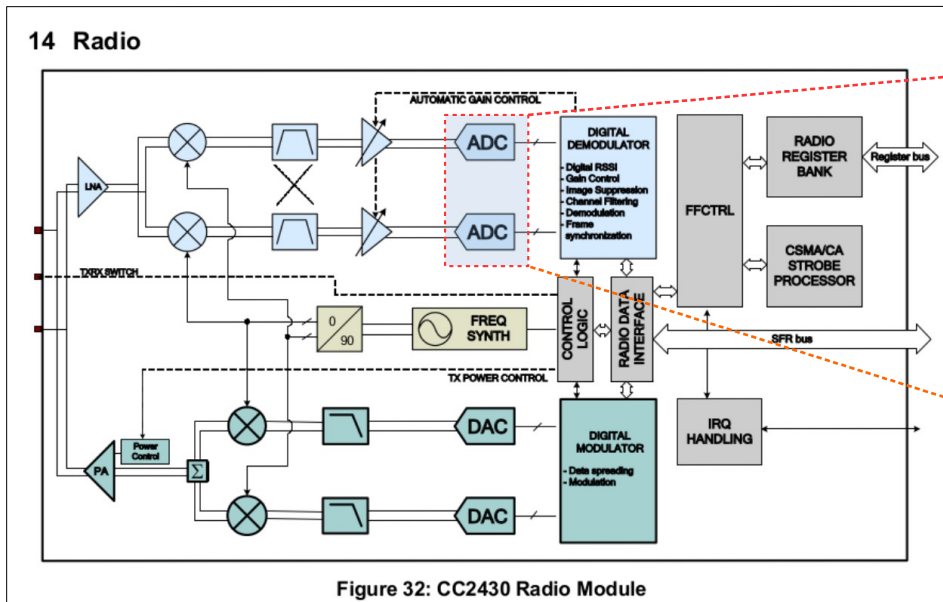 14 Radio
AUTOMATIC GAIN CONTROL
LNA
ADC
ADC
DIGITAL
DEMODULATOR
- Digital RSSI
- Gain Control
- Image Suppression
- Channel Filtering
- Demodulation
- Frame
synchronization
FFCTRL
RADIO
REGISTER
BANK
Register bus
CSMA/CA
STROBE
PROCESSOR
TX/RX SWITCH
0
90
FREQ
SYNTH
CONTROL
LOGIC
RADIO DATA
INTERFACE
SFR bus
TX POWER CONTROL
Power
Control
PA
Σ
DAC
DAC
DIGITAL
MODULATOR
- Data spreading
- Modulation
IRQ
HANDLING
Figure 32: CC2430 Radio Module